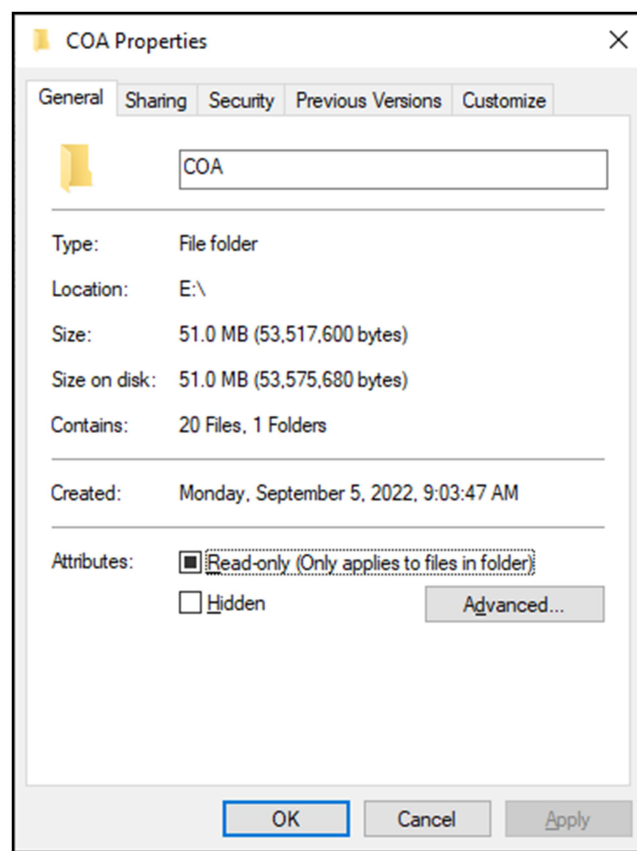 COA Properties
General Sharing Security Previous Versions Customize
COA
Type: File folder
Location: E:\
Size: 51.0 MB (53,517,600 bytes)
Size on disk: 51.0 MB (53,575,680 bytes)
Contains: 20 Files, 1 Folders
Created: Monday, September 5, 2022, 9:03:47 AM
Attributes: Read-only (Only applies to files in folder)
Hidden Advanced...
OK Cancel Apply